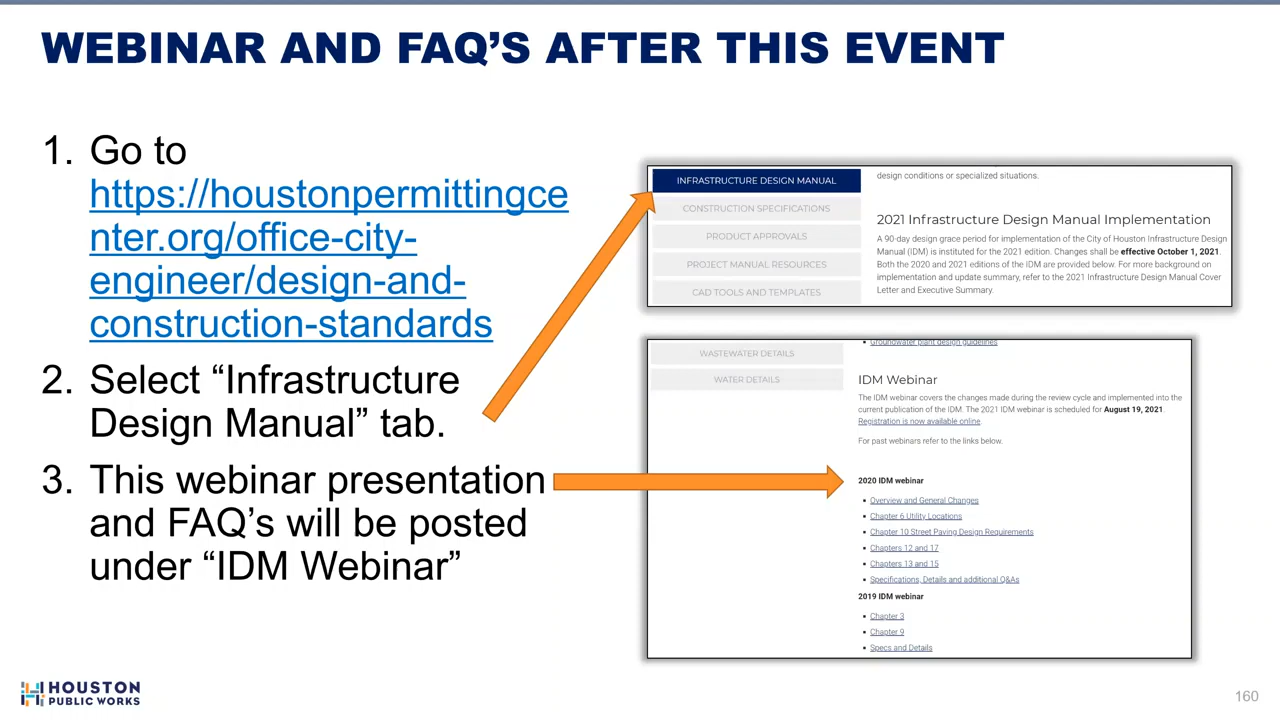 WEBINAR AND FAQ’S AFTER THIS EVENT
1. Go to
https://houstonpermittingce
nter.org/office-city-
engineer/design-and-
construction-standards
2. Select “Infrastructure
Design Manual” tab.
3. This webinar presentation
and FAQ’s will be posted
under “IDM Webinar”
INFRASTRUCTURE DESIGN MANUAL
CONSTRUCTION SPECIFICATIONS
PRODUCT APPROVALS
PROJECT MANUAL RESOURCES
CAD TOOLS AND TEMPLATES
design conditions or specialized situations.
2021 Infrastructure Design Manual Implementation
A 90-day design grace period for implementation of the City of Houston Infrastructure Design
Manual (IDM) is instituted for the 2021 edition. Changes shall be effective October 1, 2021.
Both the 2020 and 2021 editions of the IDM are provided below. For more background on
implementation and update summary, refer to the 2021 Infrastructure Design Manual Cover
Letter and Executive Summary.
WASTEWATER DETAILS
WATER DETAILS
▪ Groundwater plant design guidelines
IDM Webinar
The IDM webinar covers the changes made during the review cycle and implemented into the
current publication of the IDM. The 2021 IDM webinar is scheduled for August 19, 2021.
Registration is now available online.
For past webinars refer to the links below.
2020 IDM webinar
▪ Overview and General Changes
▪ Chapter 6 Utility Locations
▪ Chapter 10 Street Paving Design Requirements
▪ Chapters 12 and 17
▪ Chapters 13 and 15
▪ Specifications, Details and additional Q&As
2019 IDM webinar
▪ Chapter 3
▪ Chapter 9
▪ Specs and Details
HOUSTON
PUBLIC WORKS
160